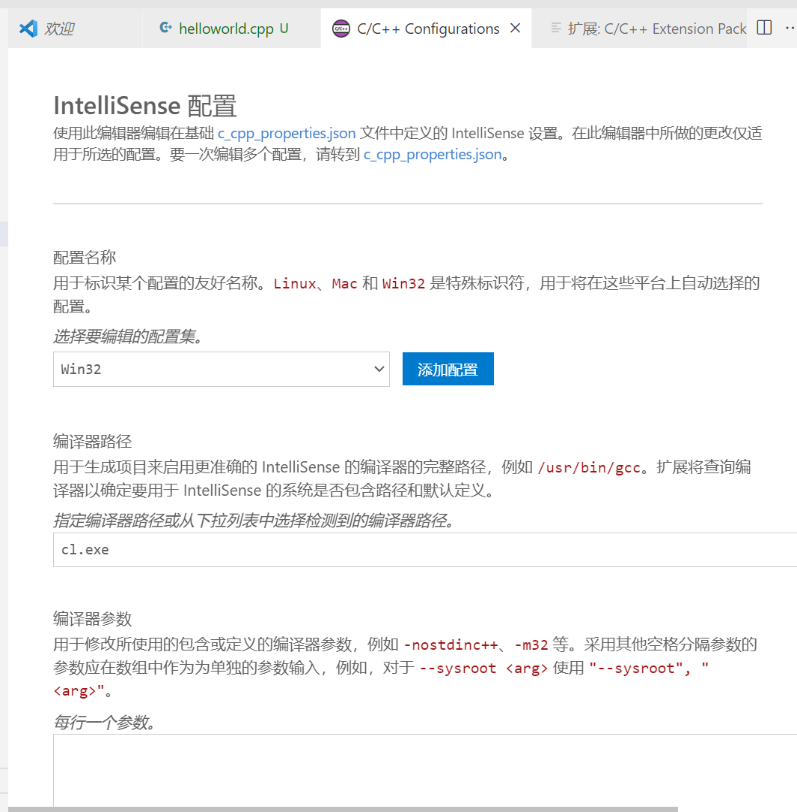 欢迎
helloworld.cpp U
C/C++ Configurations
扩展: C/C++ Extension Pack
IntelliSense 配置
使用此编辑器编辑在基础 c_cpp_properties.json 文件中定义的 IntelliSense 设置。在此编辑器中所做的更改仅适
用于所选的配置。要一次编辑多个配置，请转到 c_cpp_properties.json。
配置名称
用于标识某个配置的友好名称。Linux、Mac 和 Win32 是特殊标识符，用于将在这些平台上自动选择的
配置。
选择要编辑的配置集。
Win32
添加配置
编译器路径
用于生成项目来启用更准确的 IntelliSense 的编译器的完整路径，例如 /usr/bin/gcc。扩展将查询编
译器以确定要用于 IntelliSense 的系统是否包含路径和默认定义。
指定编译器路径或从下拉列表中选择检测到的编译器路径。
cl.exe
编译器参数
用于修改所使用的包含或定义的编译器参数，例如 -nostdinc++、-m32 等。采用其他空格分隔参数的
参数应在数组中作为为单独的参数输入，例如，对于 --sysroot <arg> 使用 "--sysroot", "
<arg>"。
每行一个参数。